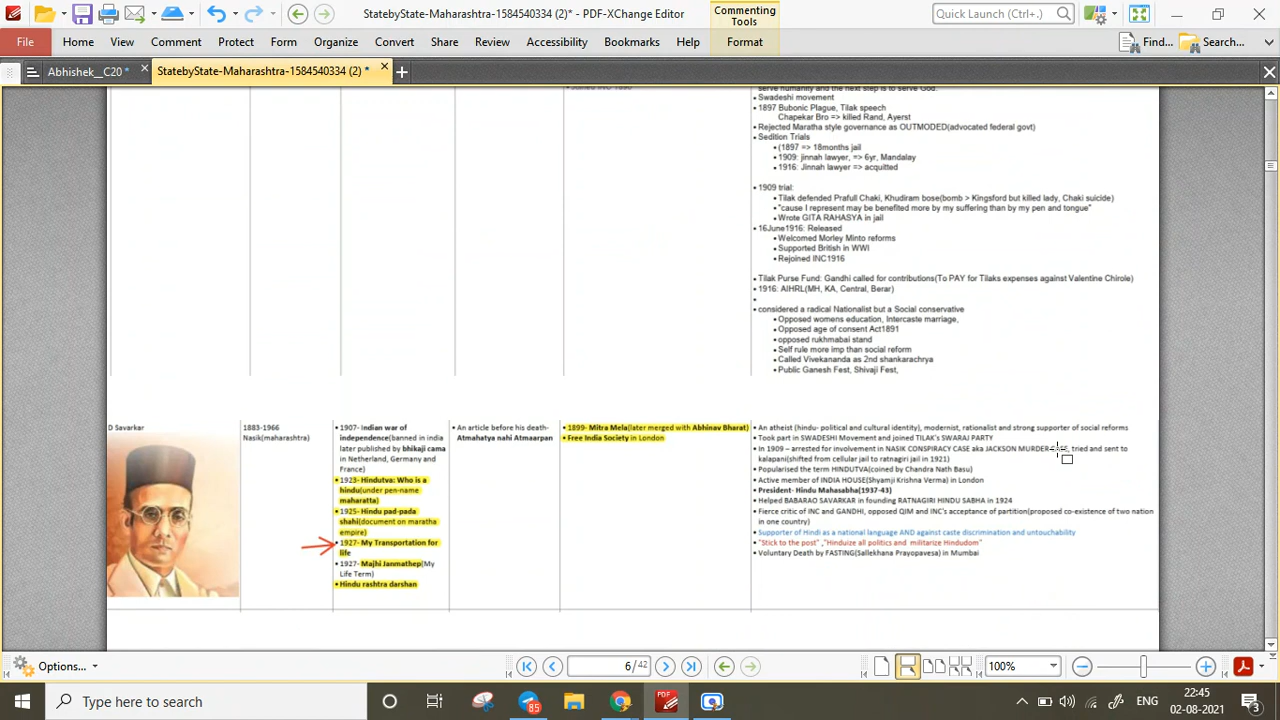 StatebyState-Maharashtra-1584540334 (2)* - PDF-XChange Editor
Commenting Tools
Quick Launch (Ctrl+.)
File
Home
View
Comment
Protect
Form
Organize
Convert
Share
Review
Accessibility
Bookmarks
Help
Format
Find...
Search...
Abhishek__C20 *
StatebyState-Maharashtra-1584540334 (2) *
serve humanity and the next step is to serve God.
• Swadeshi movement
• 1897 Bubonic Plague, Tilak speech
Chapekar Bro => killed Rand, Ayerst
• Rejected Maratha style governance as OUTMODED(advocated federal govt)
• Sedition Trials
• (1897 => 18months jail
• 1909: jinnah lawyer, => 6yr, Mandalay
• 1916: Jinnah lawyer => acquitted
• 1909 trial:
• Tilak defended Prafull Chaki, Khudiram bose(bomb > Kingsford but killed lady, Chaki suicide)
• "cause I represent may be benefited more by my suffering than by my pen and tongue"
• Wrote GITA RAHASYA in jail
• 16June1916: Released
• Welcomed Morley Minto reforms
• Supported British in WWI
• Rejoined INC1916
• Tilak Purse Fund: Gandhi called for contributions(To PAY for Tilaks expenses against Valentine Chirole)
• 1916: AIHRL(MH, KA, Central, Berar)
•
• considered a radical Nationalist but a Social conservative
• Opposed womens education, Intercaste marriage,
• Opposed age of consent Act1891
• opposed rukhmabai stand
• Self rule more imp than social reform
• Called Vivekananda as 2nd shankarachrya
• Public Ganesh Fest, Shivaji Fest,
D Savarkar
1883-1966
Nasik(maharashtra)
• 1907- Indian war of
independence(banned in india
later published by bhikaji cama
in Netherland, Germany and
France)
• 1923- Hindutva: Who is a
hindu(under pen-name
maharatta)
• 1925- Hindu pad-pada
shahi(document on maratha
empire)
• 1927- My Transportation for
life
• 1927- Majhi Janmathep(My
Life Term)
• Hindu rashtra darshan
• An article before his death-
Atmahatya nahi Atmaarpan
• 1899- Mitra Mela(later merged with Abhinav Bharat)
• Free India Society in London
• An atheist (hindu- political and cultural identity), modernist, rationalist and strong supporter of social reforms
• Took part in SWADESHI Movement and joined TILAK's SWARAJ PARTY
• In 1909 – arrested for involvement in NASIK CONSPIRACY CASE aka JACKSON MURDER CASE, tried and sent to
kalapani(shifted from cellular jail to ratnagiri jail in 1921)
• Popularised the term HINDUTVA(coined by Chandra Nath Basu)
• Active member of INDIA HOUSE(Shyamji Krishna Verma) in London
• President- Hindu Mahasabha(1937-43)
• Helped BABARAO SAVARKAR in founding RATNAGIRI HINDU SABHA in 1924
• Fierce critic of INC and GANDHI, opposed QIM and INC's acceptance of partition(proposed co-existence of two nation
in one country)
• Supporter of Hindi as a national language AND against caste discrimination and untouchability
• "Stick to the post" ,"Hinduize all politics and militarize Hindudom"
• Voluntary Death by FASTING(Sallekhana Prayopavesa) in Mumbai
Options...
6 / 42
100%
Type here to search
85
ENG
22:45
02-08-2021